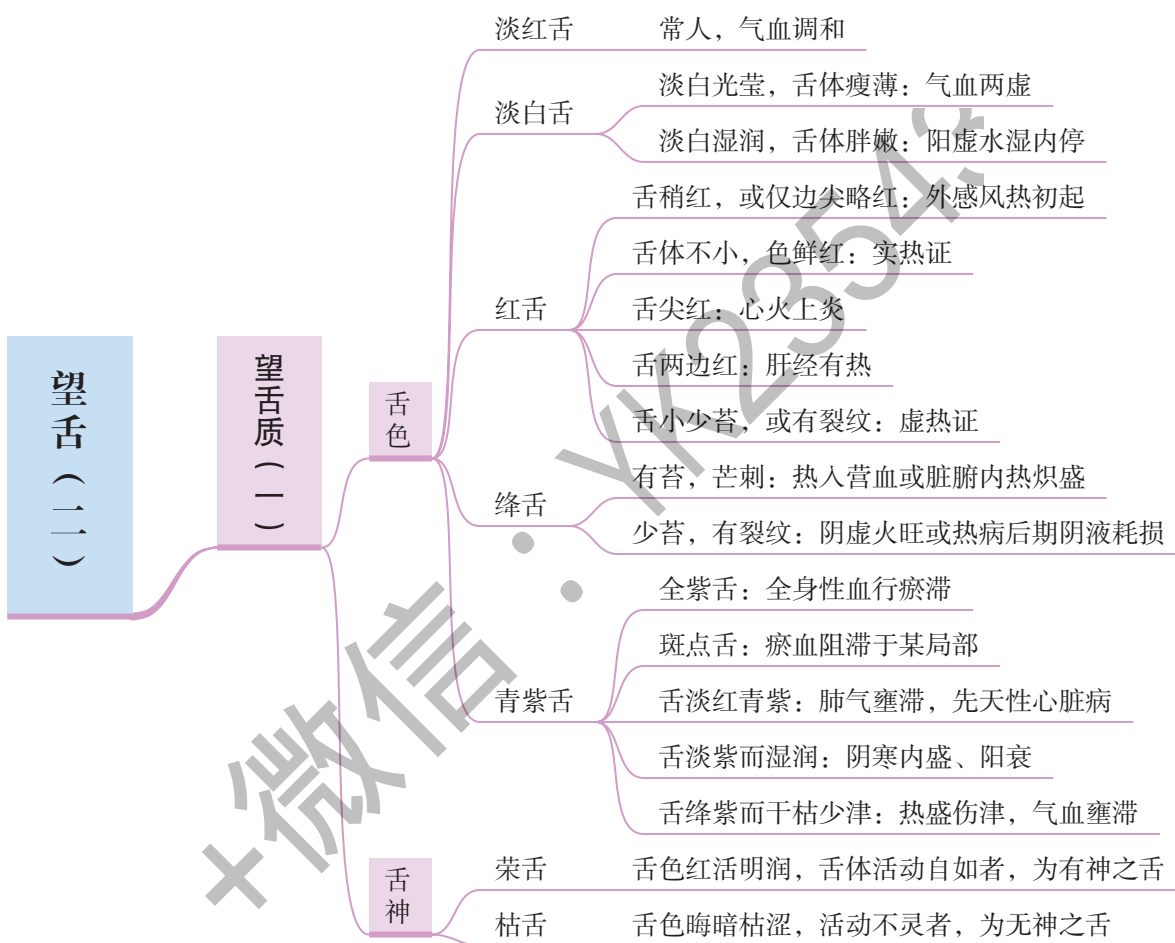 望舌（二）
望舌质（一）
舌色
淡红舌 常人，气血调和
淡白舌
淡白光莹，舌体瘦薄：气血两虚
淡白湿润，舌体胖嫩：阳虚水湿内停
红舌
舌稍红，或仅边尖略红：外感风热初起
舌体不小，色鲜红：实热证
舌尖红：心火上炎
舌两边红：肝经有热
舌小少苔，或有裂纹：虚热证
绛舌
有苔，芒刺：热入营血或脏腑内热炽盛
少苔，有裂纹：阴虚火旺或热病后期阴液耗损
青紫舌
全紫舌：全身性血行瘀滞
斑点舌：瘀血阻滞于某局部
舌淡红青紫：肺气壅滞，先天性心脏病
舌淡紫而湿润：阴寒内盛、阳衰
舌绛紫而干枯少津：热盛伤津，气血壅滞
舌神
荣舌 舌色红活明润，舌体活动自如者，为有神之舌
枯舌 舌色晦暗枯涩，活动不灵者，为无神之舌
+微信：YK2354